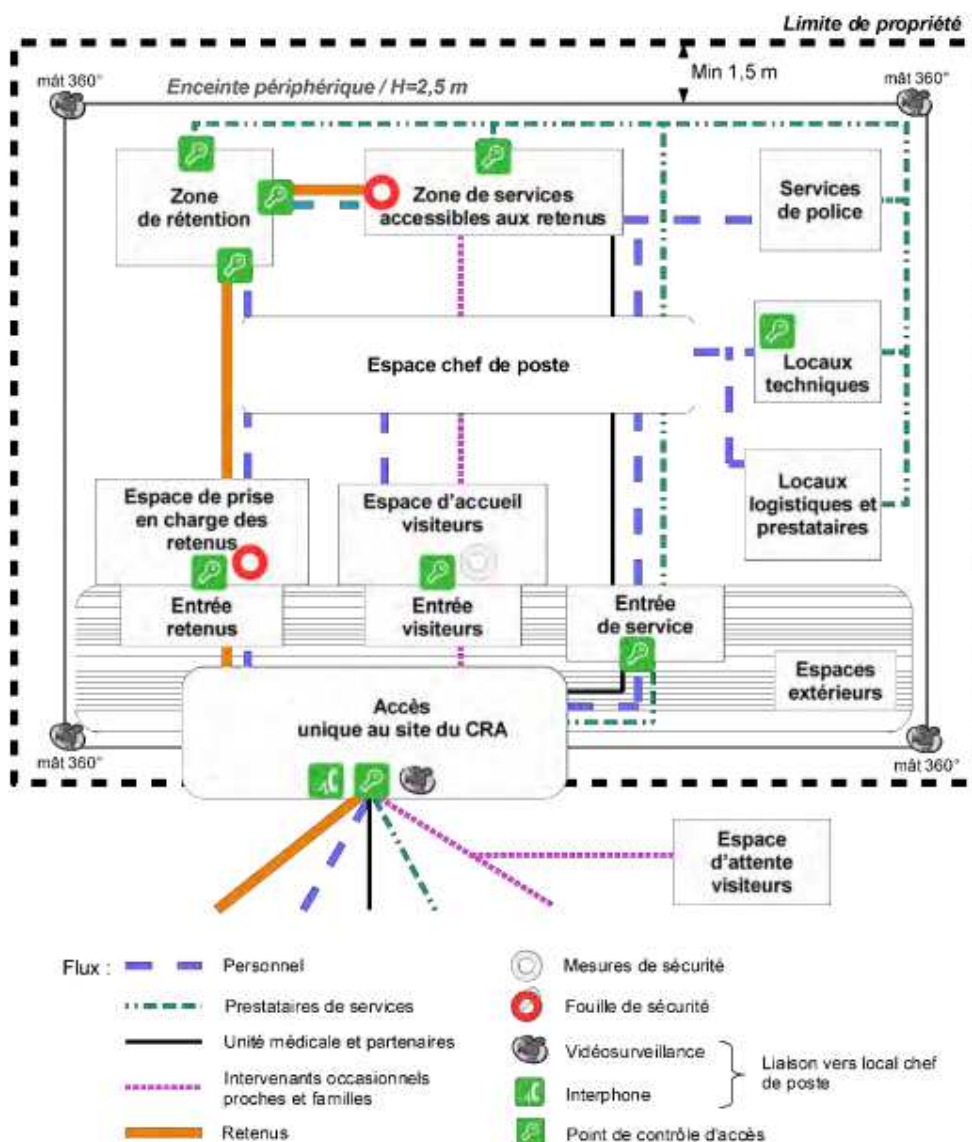 Limite de propriété
mât 360°
Enceinte périphérique / H=2,5 m
Min 1,5 m
mât 360°
Zone
de rétention
Zone de services
accessibles aux retenus
Services
de police
Espace chef de poste
Locaux
techniques
Espace de prise
en charge des
retenus
Espace d'accueil
visiteurs
Locaux
logistiques et
prestataires
Entrée
retenus
Entrée
visiteurs
Entrée
de service
Espaces
extérieurs
Accès
unique au site du CRA
mât 360°
mât 360°
Espace
d'attente
visiteurs
Flux :
Personnel
Prestataires de services
Unité médicale et partenaires
Intervenants occasionnels
proches et familles
Retenus
Mesures de sécurité
Fouille de sécurité
Vidéosurveillance
Interphone
Liaison vers local chef
de poste
Point de contrôle d'accès